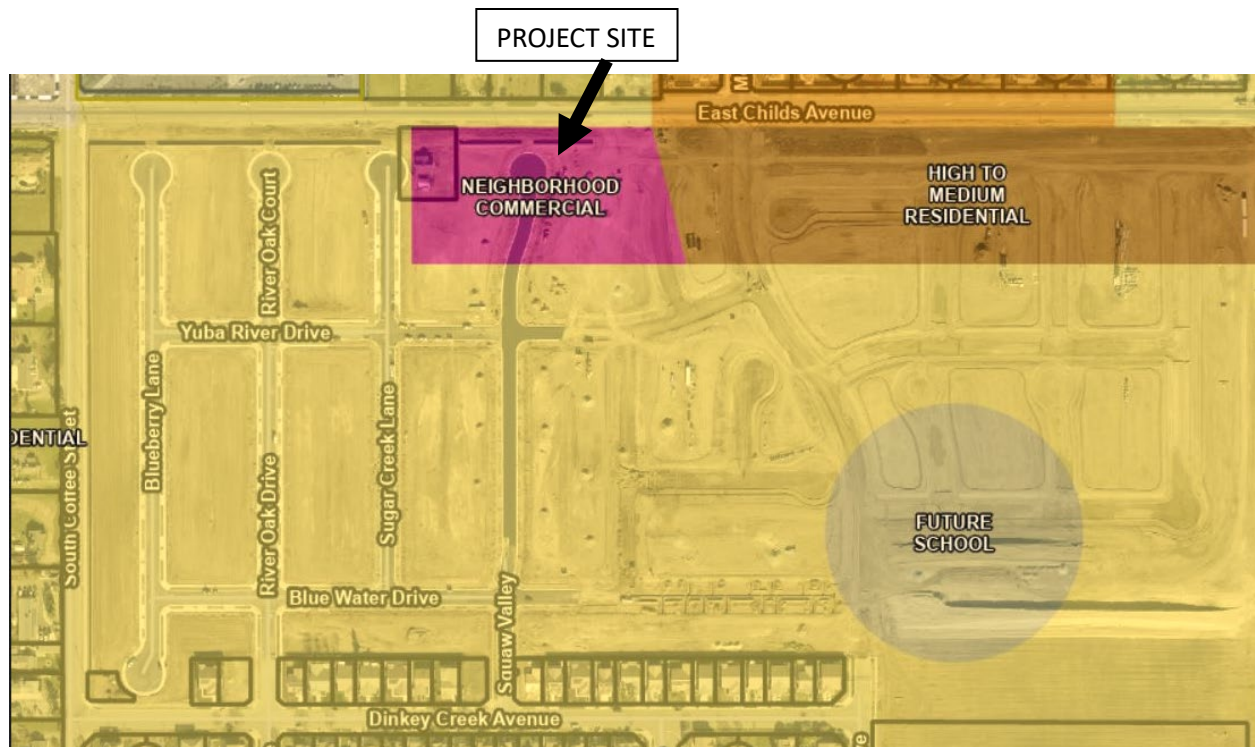 PROJECT SITE
M
East Childs Avenue
NEIGHBORHOOD
COMMERCIAL
HIGH TO
MEDIUM
RESIDENTIAL
River Oak Court
Yuba River Drive
Blueberry Lane
Sugar Creek Lane
DENTIAL
South Coffee Street
River Oak Drive
FUTURE
SCHOOL
Blue Water Drive
Squaw Valley
Dinkey Creek Avenue
e